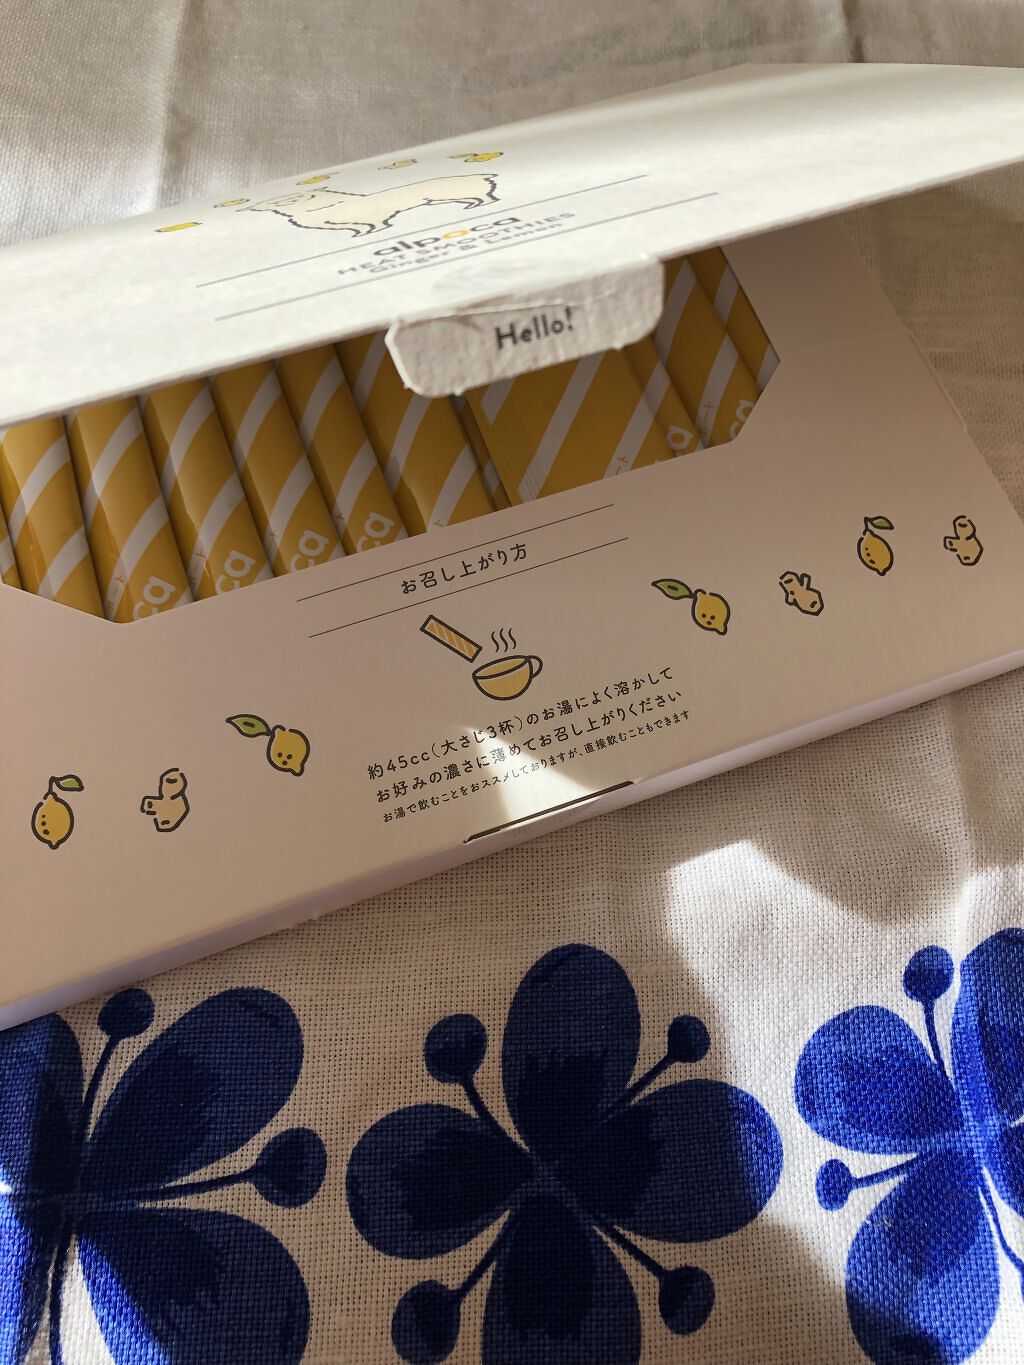 alpoca
HEAT SMOOTHIES
Ginger & Lemon
Hello!
お召し上がり方
約45cc（大さじ3杯）のお湯によく溶かして
お好みの濃さに薄めてお召し上がりください
お湯で飲むことをおススメしておりますが、直接飲むこともできます